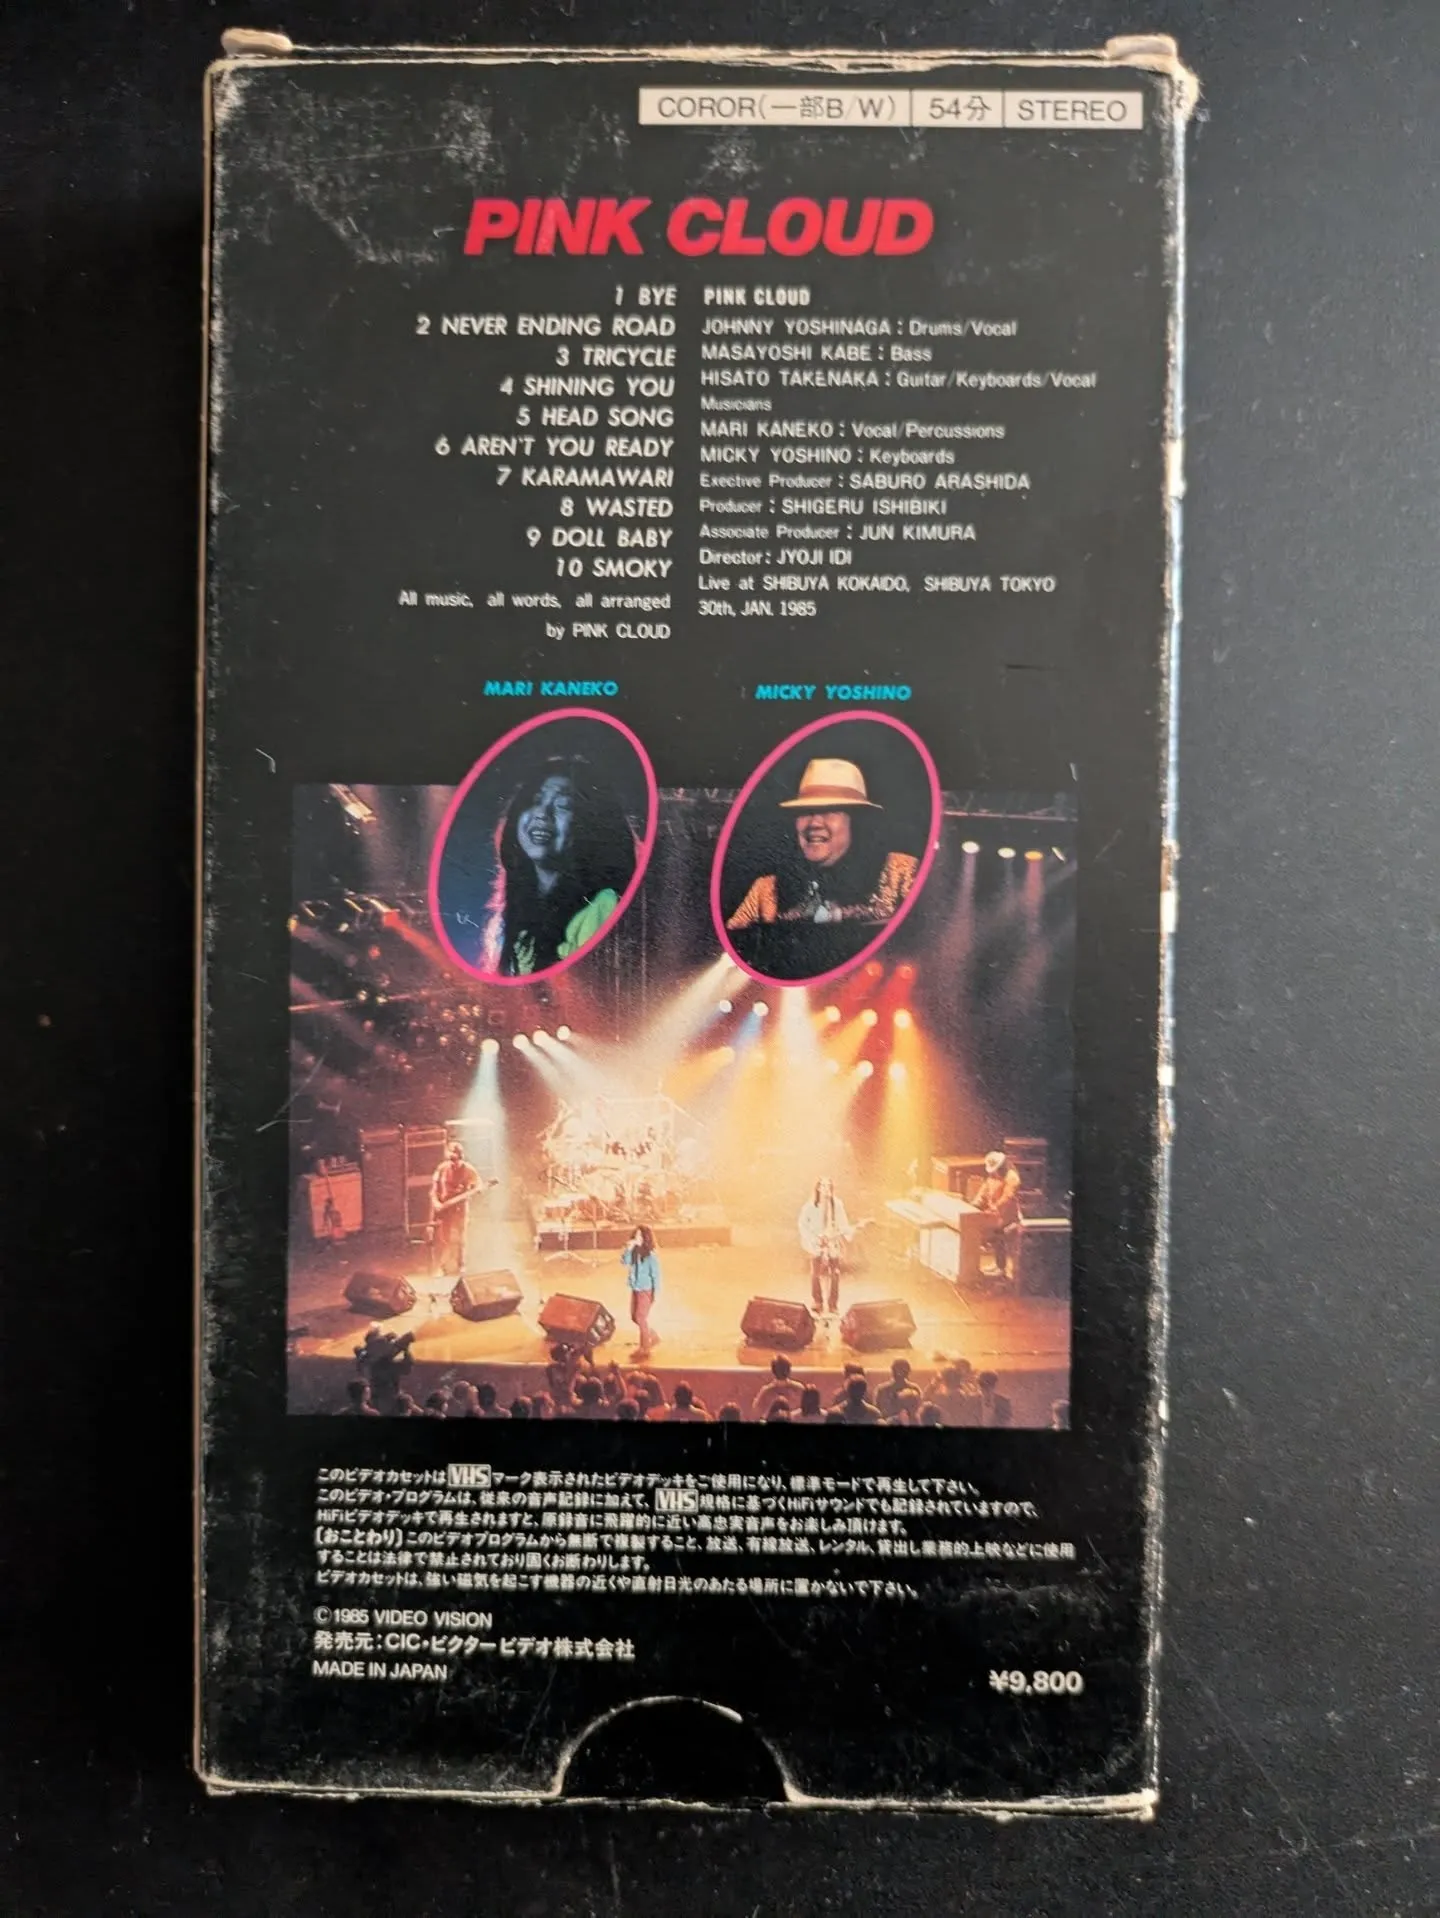 COROR(一部B/W) 54分 STEREO
PINK CLOUD
1 BYE
2 NEVER ENDING ROAD
3 TRICYCLE
4 SHINING YOU
5 HEAD SONG
6 AREN'T YOU READY
7 KARAMAWARI
8 WASTED
9 DOLL BABY
10 SMOKY
All music, all words, all arranged
by PINK CLOUD
PINK CLOUD
JOHNNY YOSHINAGA : Drums/Vocal
MASAYOSHI KABE : Bass
HISATO TAKENAKA : Guitar/Keyboards/Vocal
Musicians
MARI KANEKO : Vocal/Percussions
MICKY YOSHINO : Keyboards
Exective Producer : SABURO ARASHIDA
Producer : SHIGERU ISHIBIKI
Associate Producer : JUN KIMURA
Director : JYOJI IDI
Live at SHIBUYA KOKAIDO, SHIBUYA TOKYO
30th, JAN. 1985
MARI KANEKO
MICKY YOSHINO
このビデオカセットはVHSマーク表示されたビデオデッキをご使用になり、標準モードで再生して下さい。
このビデオ・プログラムは、従来の音声記録に加えて、VHS規格に基づくHiFiサウンドでも記録されていますので、
HiFiビデオデッキで再生されますと、原録音に飛躍的に近い高忠実音声をお楽しみ頂けます。
(おことわり)このビデオプログラムから無断で複製すること、放送、有線放送、レンタル、貸出し業務的上映などに使用
することは法律で禁止されており固くお断わりします。
ビデオカセットは、強い磁気を起こす機器の近くや直射日光のあたる場所に置かないで下さい。
©1985 VIDEO VISION
発売元:CIC・ビクタービデオ株式会社
MADE IN JAPAN
¥9,800